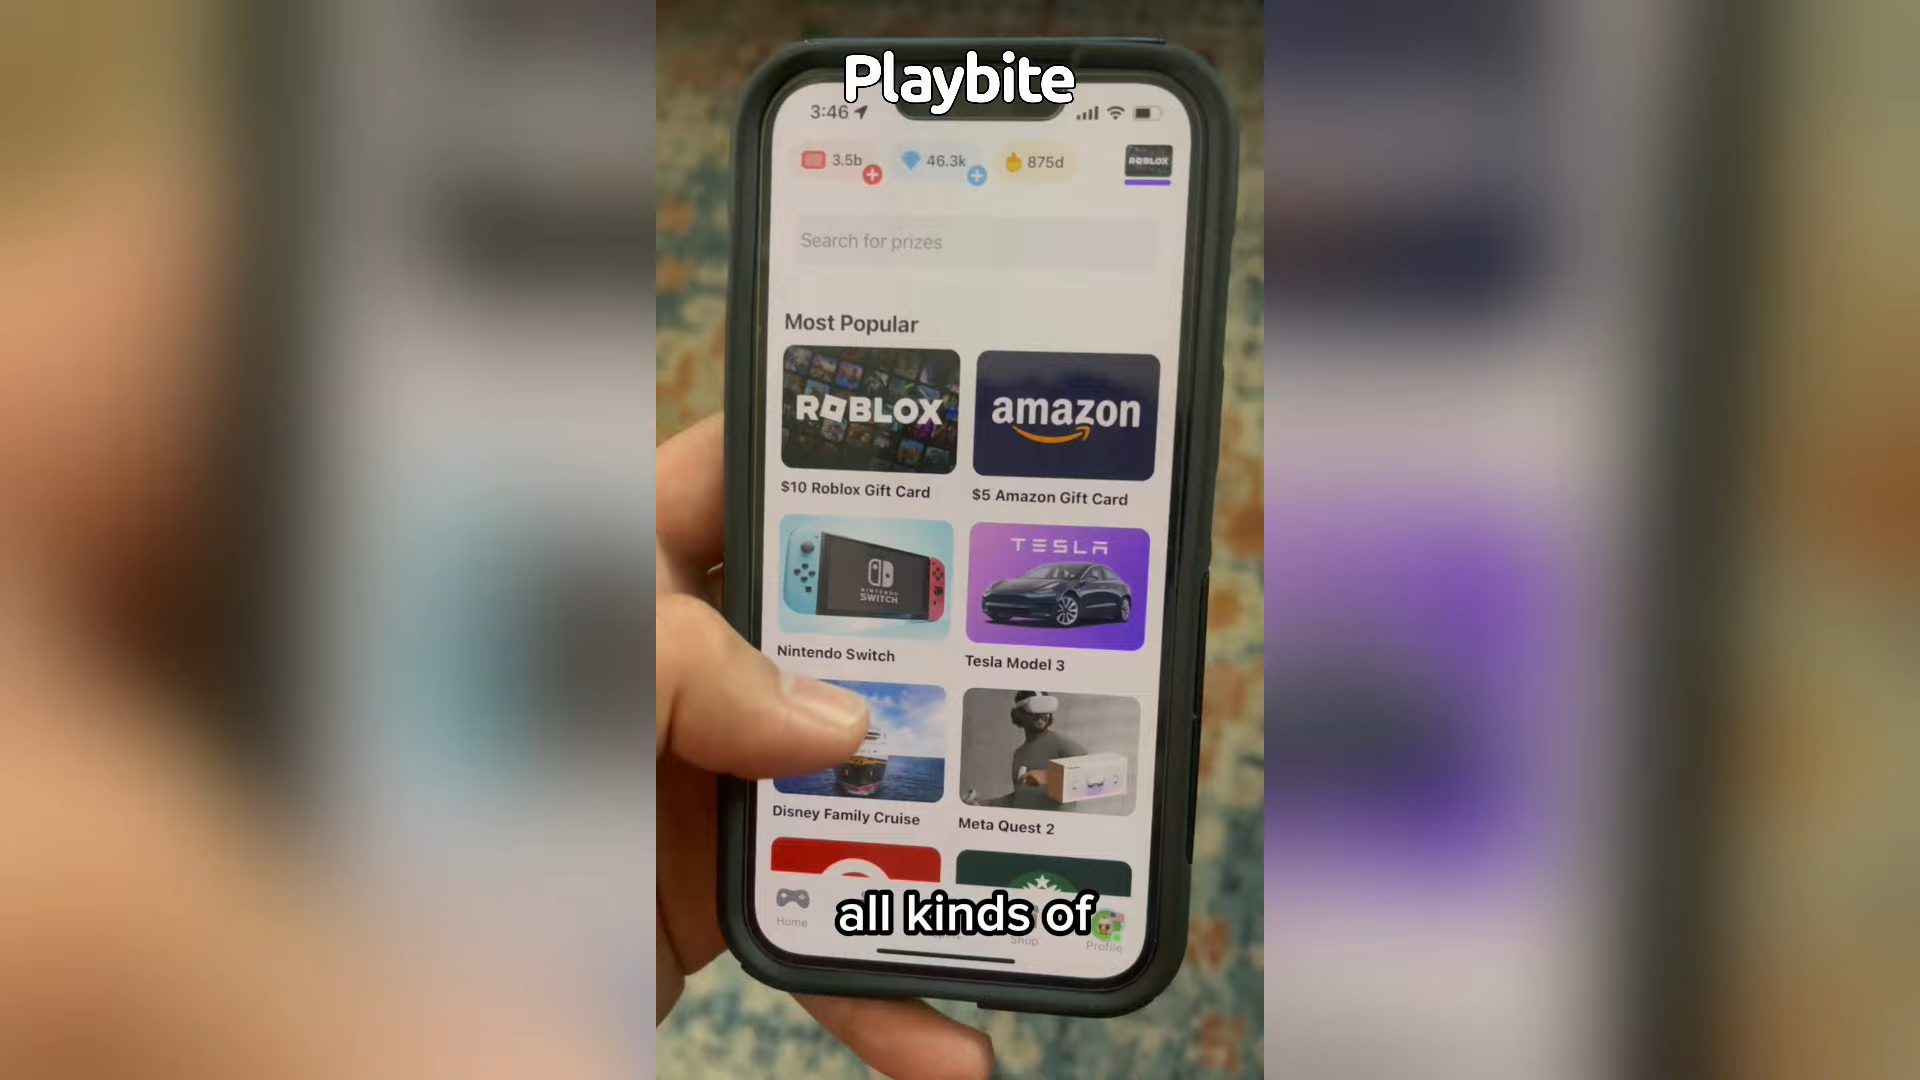 Playbite
3:46
3.5b
46.3k
875d
ROBLOX
Search for prizes
Most Popular
ROBLOX
amazon
$10 Roblox Gift Card
$5 Amazon Gift Card
NINTENDO
SWITCH
TESLA
Nintendo Switch
Tesla Model 3
Disney Family Cruise
Meta Quest 2
all kinds of
Home
Shop
Profile